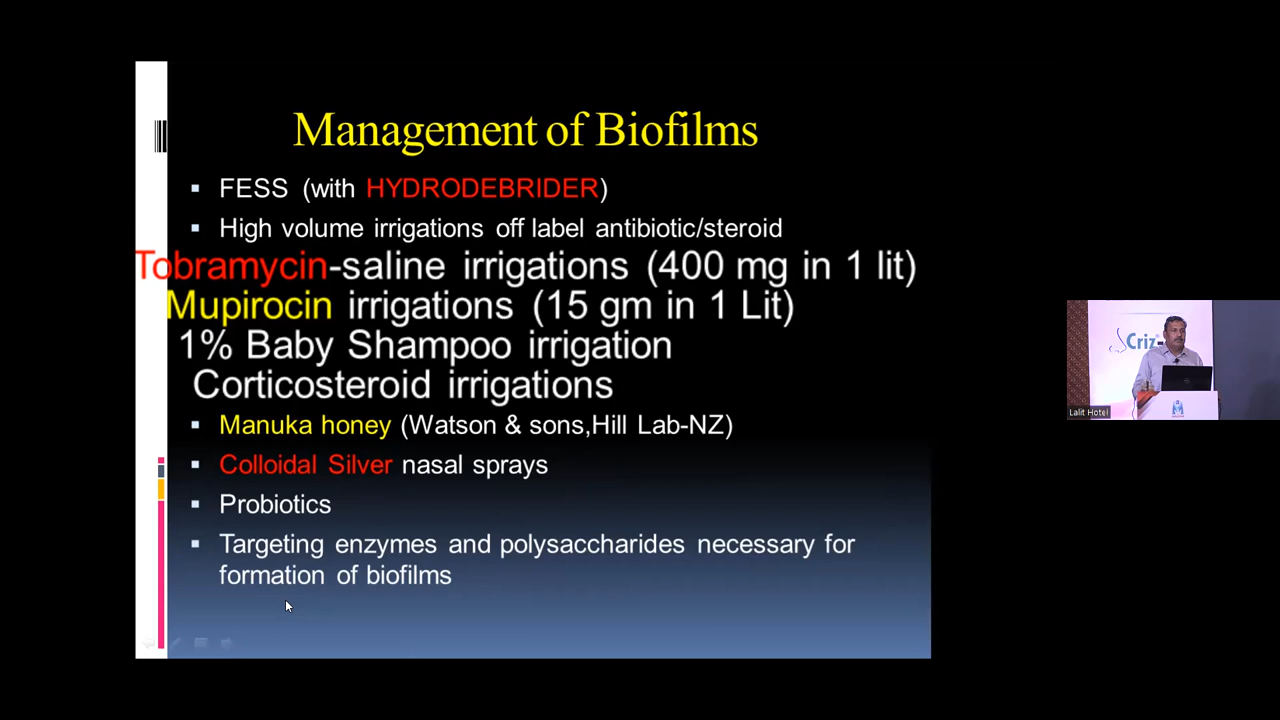 Management of Biofilms
FESS (with HYDRODEBRIDER)
High volume irrigations off label antibiotic/steroid
Tobramycin-saline irrigations (400 mg in 1 lit)
Mupirocin irrigations (15 gm in 1 Lit)
1% Baby Shampoo irrigation
Corticosteroid irrigations
Manuka honey (Watson & sons,Hill Lab-NZ)
Colloidal Silver nasal sprays
Probiotics
Targeting enzymes and polysaccharides necessary for
formation of biofilms
Criz
Lalit Hotel